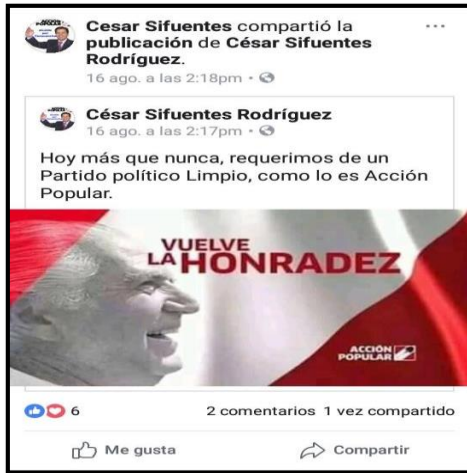 Cesar Sifuentes compartió la
publicación de César Sifuentes
Rodríguez.
16 ago. a las 2:18pm •
César Sifuentes Rodríguez
16 ago. a las 2:17pm •
Hoy más que nunca, requerimos de un
Partido político Limpio, como lo es Acción
Popular.
VUELVE
LA HONRADEZ
ACCIÓN
POPULAR
6 2 comentarios 1 vez compartido
Me gusta Compartir